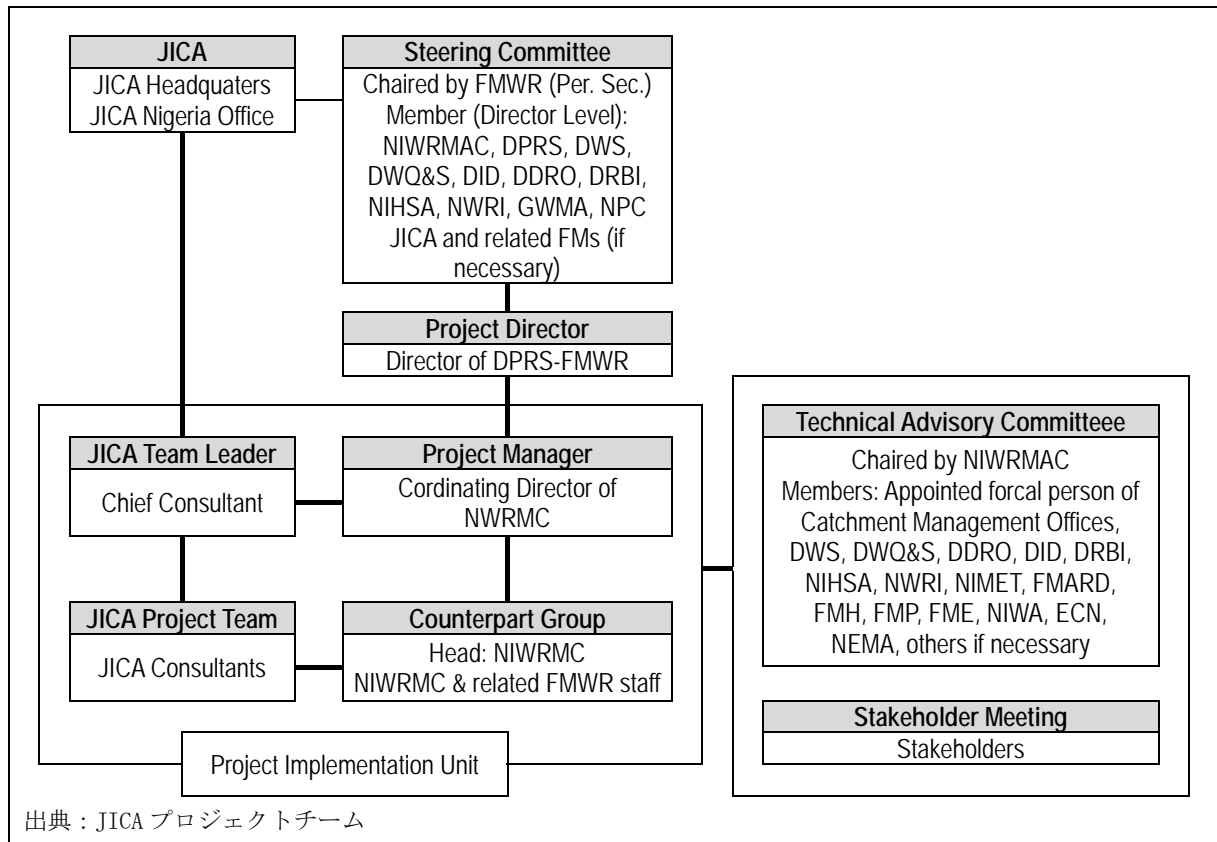 JICA
JICA Headquaters
JICA Nigeria Office
Steering Committee
Chaired by FMWR (Per. Sec.)
Member (Director Level):
NIWRMAC, DPRS, DWS,
DWQ&S, DID, DDRO, DRBI,
NIHSA, NWRI, GWMA, NPC
JICA and related FMs (if
necessary)
Project Director
Director of DPRS-FMWR
JICA Team Leader
Chief Consultant
Project Manager
Cordinating Director of
NWRMC
JICA Project Team
JICA Consultants
Counterpart Group
Head: NIWRMC
NIWRMC & related FMWR staff
Project Implementation Unit
Technical Advisory Committeee
Chaired by NIWRMAC
Members: Appointed forcal person of
Catchment Management Offices,
DWS, DWQ&S, DDRO, DID, DRBI,
NIHSA, NWRI, NIMET, FMARD,
FMH, FMP, FME, NIWA, ECN,
NEMA, others if necessary
Stakeholder Meeting
Stakeholders
出典：JICA プロジェクトチーム